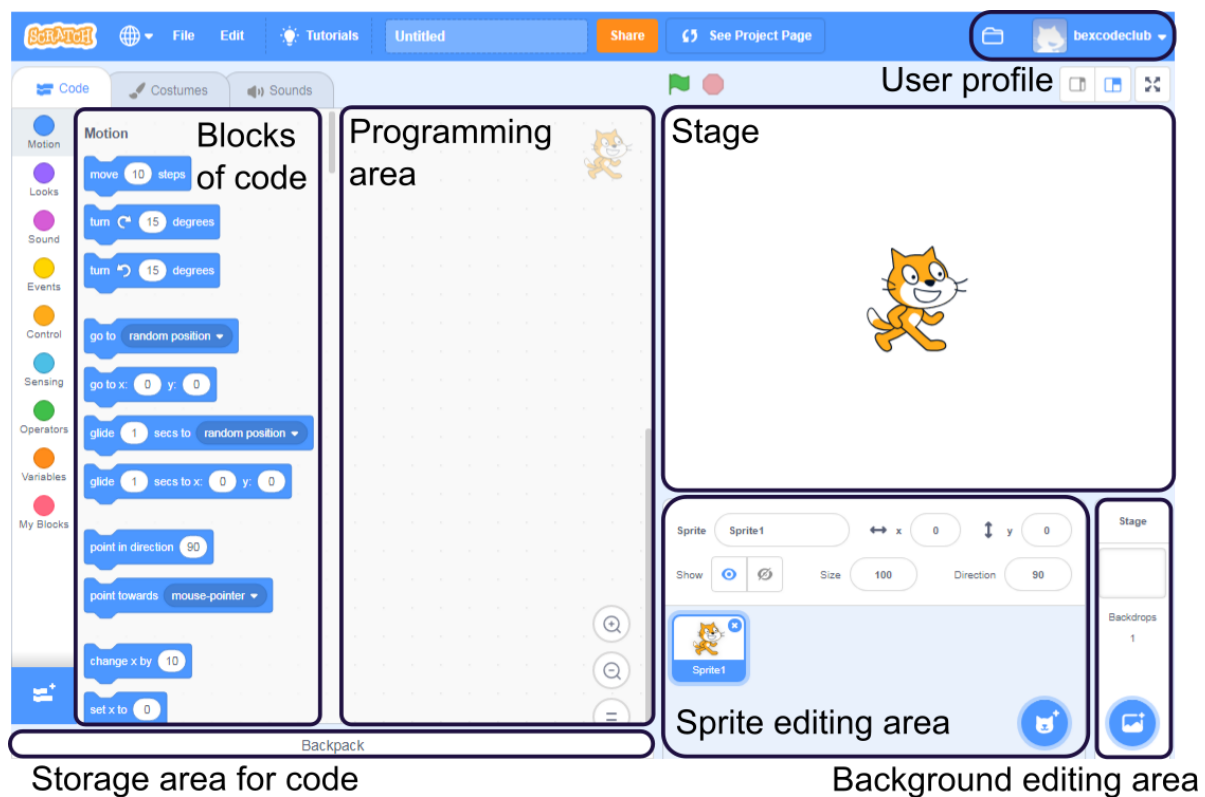 SCRATCH File Edit Tutorials Untitled Share See Project Page bexcodeclub
Code Costumes Sounds User profile
Motion
Looks
Sound
Events
Control
Sensing
Operators
Variables
My Blocks
Motion
Blocks
of code
move 10 steps
turn 15 degrees
turn 15 degrees
go to random position
go to x: 0 y: 0
glide 1 secs to random position
glide 1 secs to x: 0 y: 0
point in direction 90
point towards mouse-pointer
change x by 10
set x to 0
Programming
area
Stage
Sprite Sprite1 x 0 y 0
Show Size 100 Direction 90
Sprite1
Sprite editing area
Stage
Backdrops
1
Backpack
Storage area for code
Background editing area